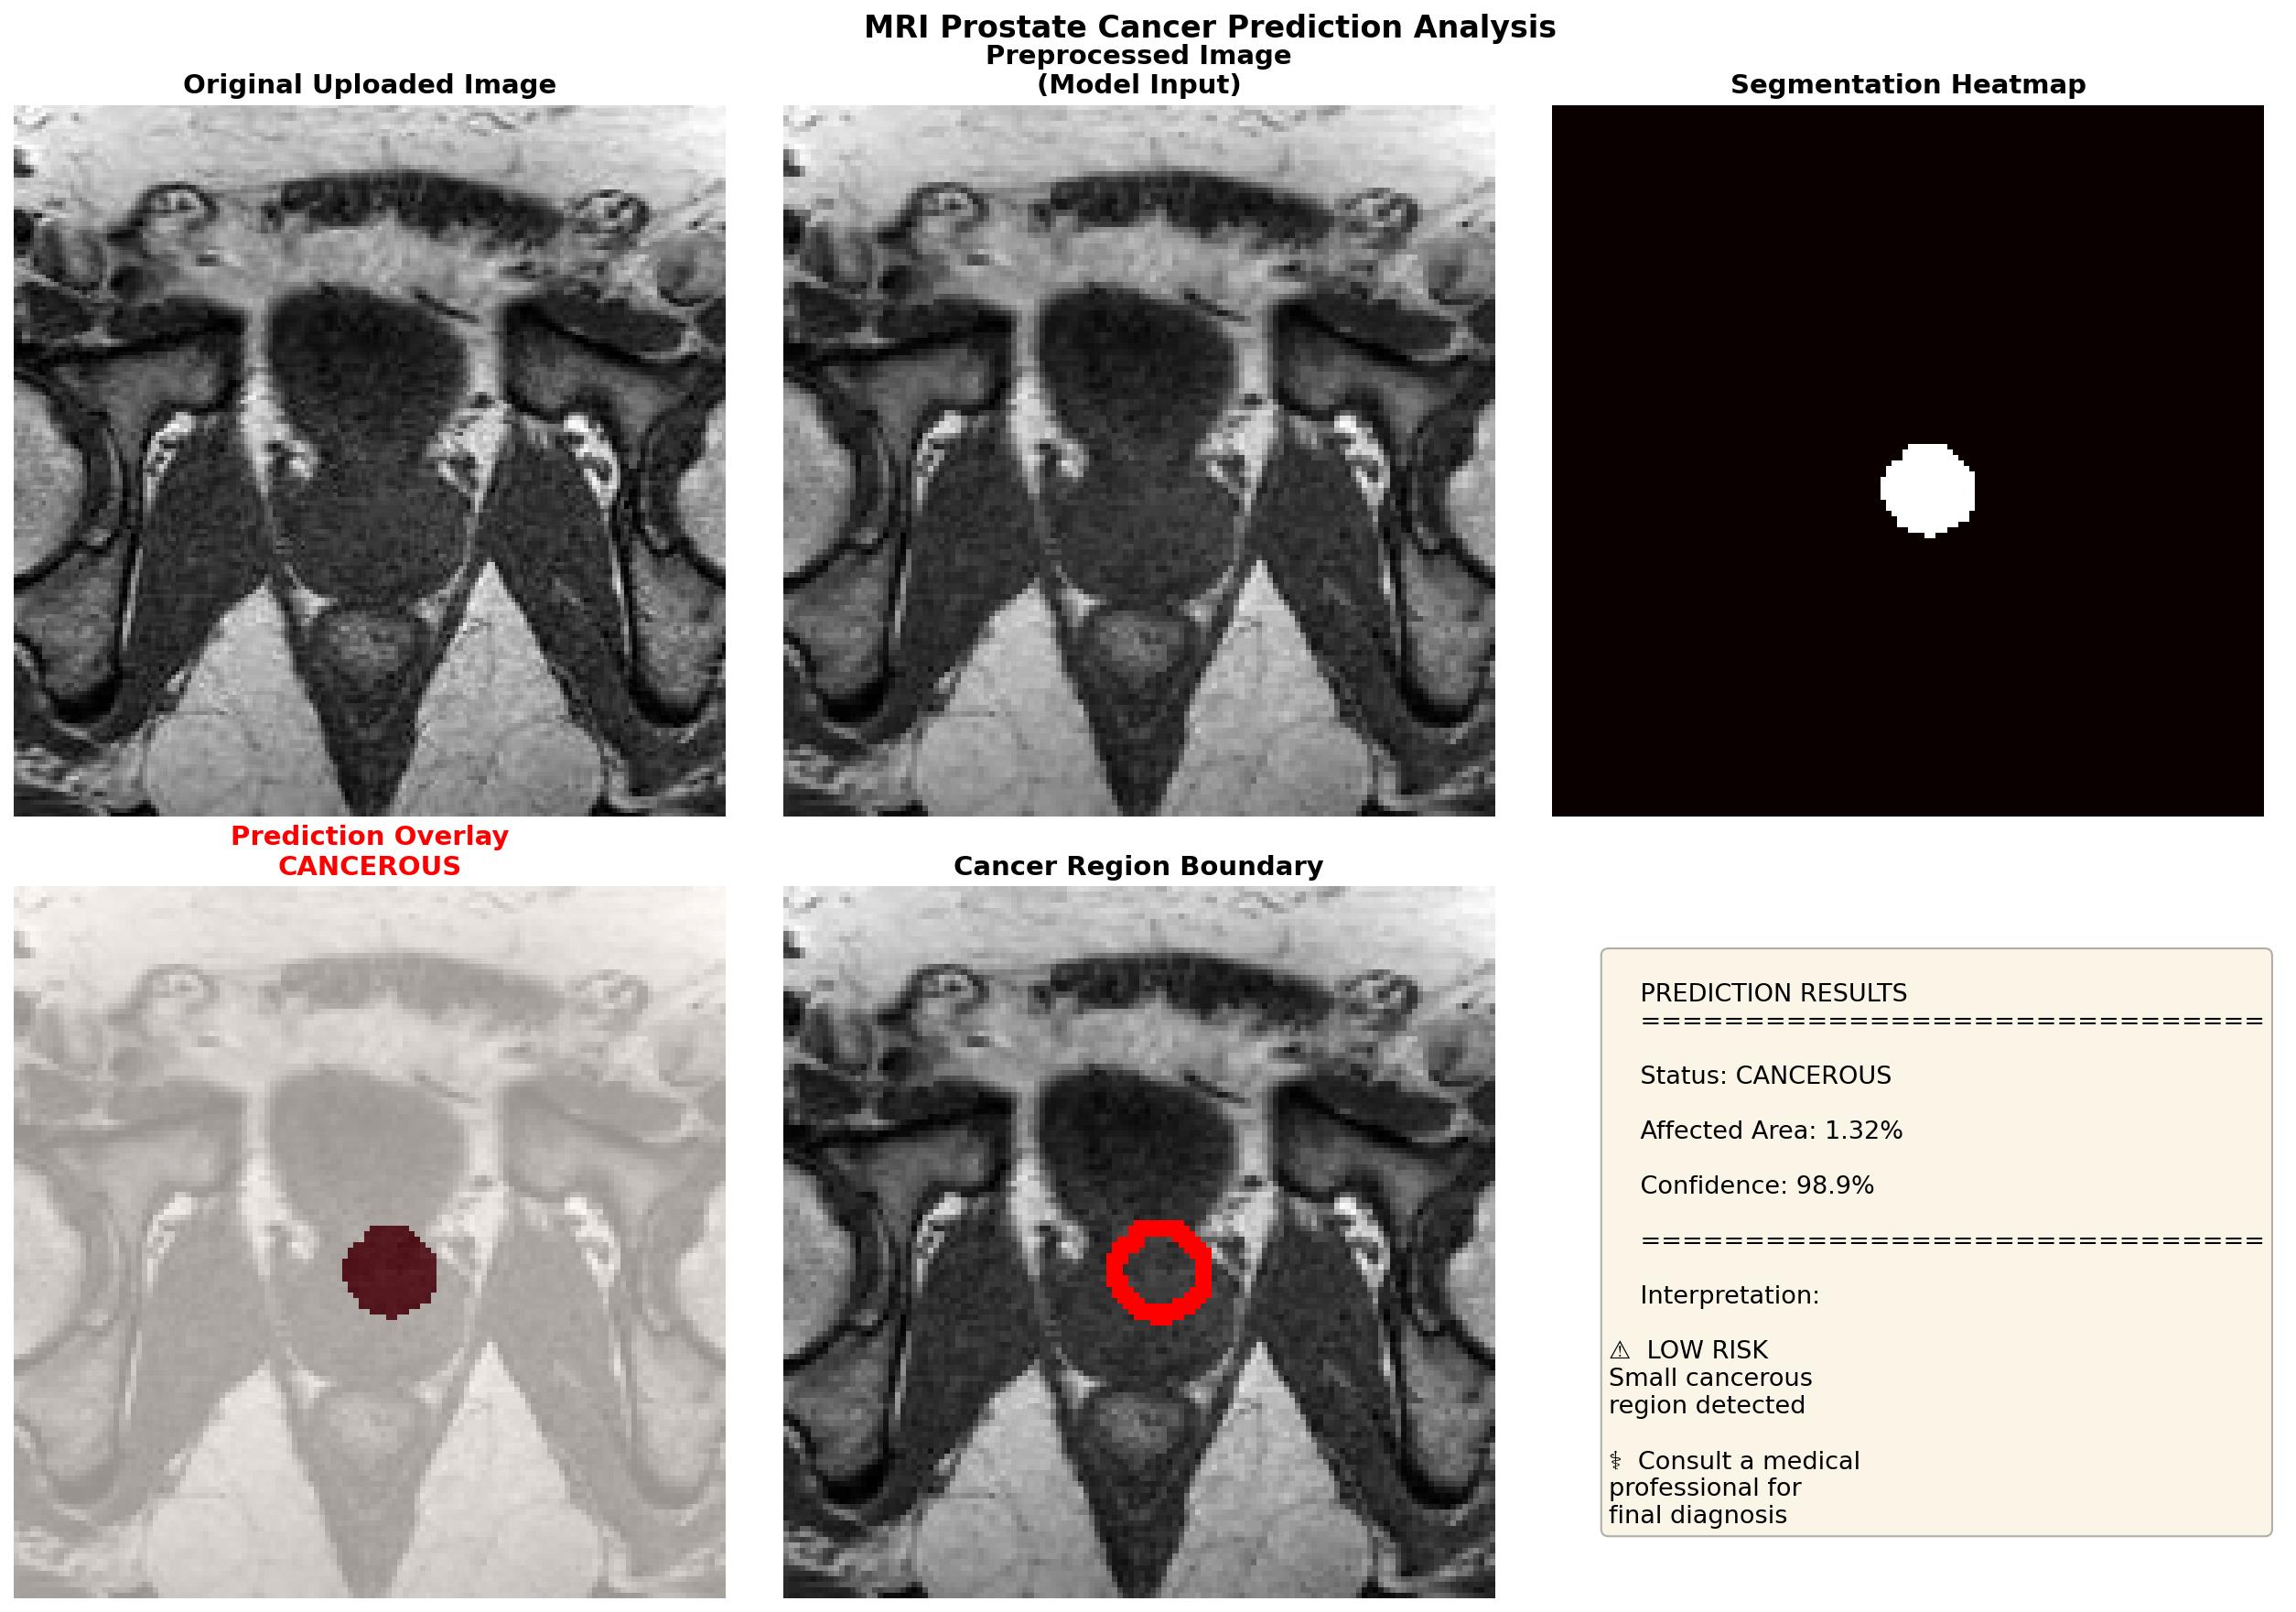 MRI Prostate Cancer Prediction Analysis
Original Uploaded Image
Preprocessed Image
(Model Input)
Segmentation Heatmap
Prediction Overlay
CANCEROUS
Cancer Region Boundary
PREDICTION RESULTS
==============================
Status: CANCEROUS
Affected Area: 1.32%
Confidence: 98.9%
==============================
Interpretation:
⚠ LOW RISK
Small cancerous
region detected
⚕ Consult a medical
professional for
final diagnosis